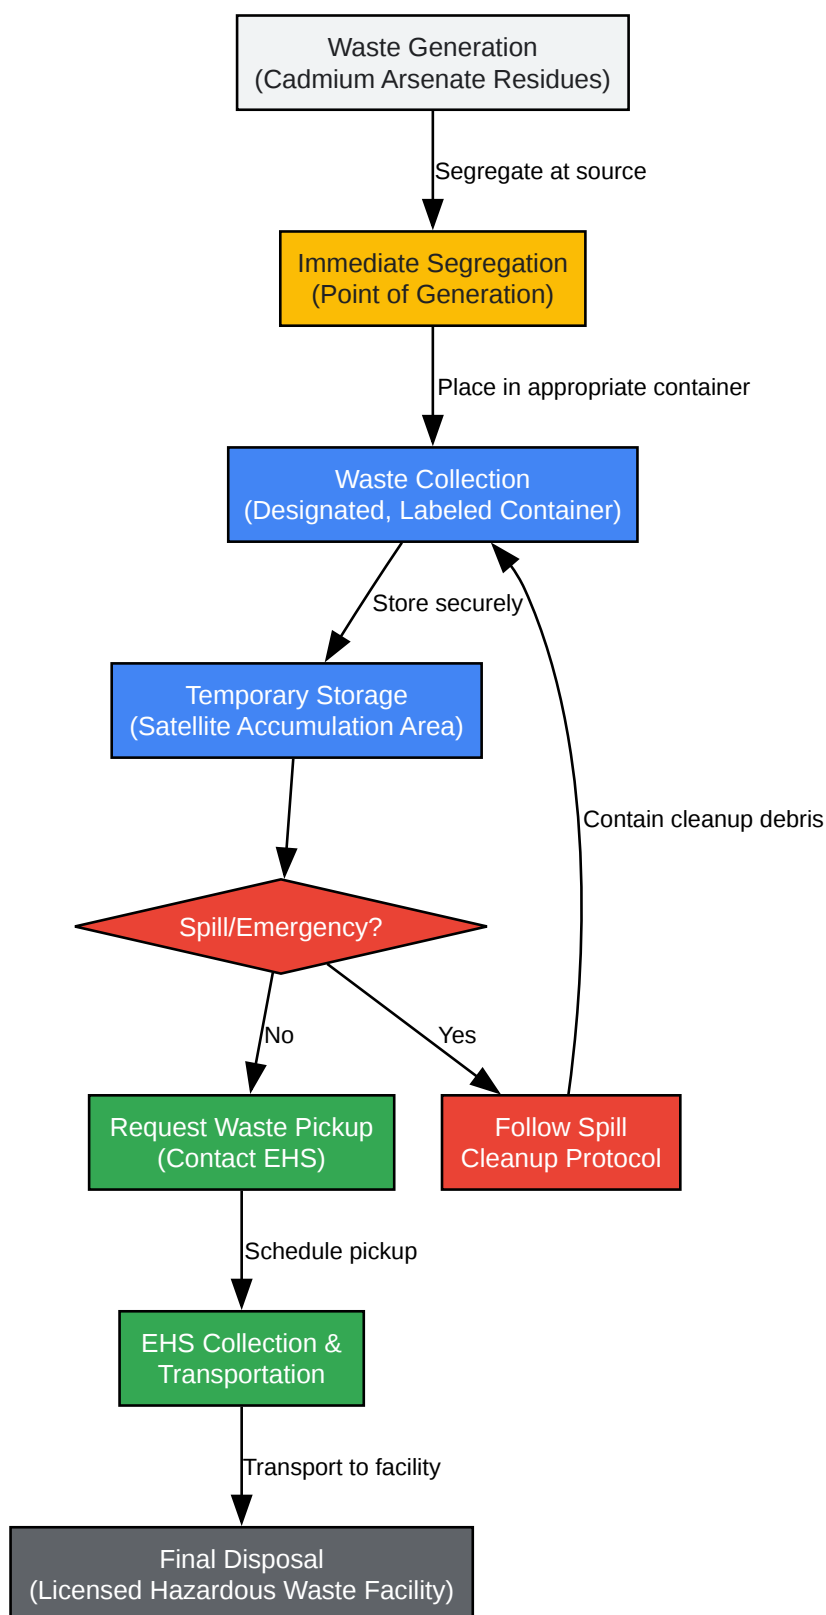 Waste Generation
(Cadmium Arsenate Residues)
Segregate at source
Immediate Segregation
(Point of Generation)
Place in appropriate container
Waste Collection
(Designated, Labeled Container)
Store securely
Temporary Storage
(Satellite Accumulation Area)
Contain cleanup debris
Spill/Emergency?
No
Yes
Request Waste Pickup
(Contact EHS)
Follow Spill
Cleanup Protocol
Schedule pickup
EHS Collection &
Transportation
Transport to facility
Final Disposal
(Licensed Hazardous Waste Facility)